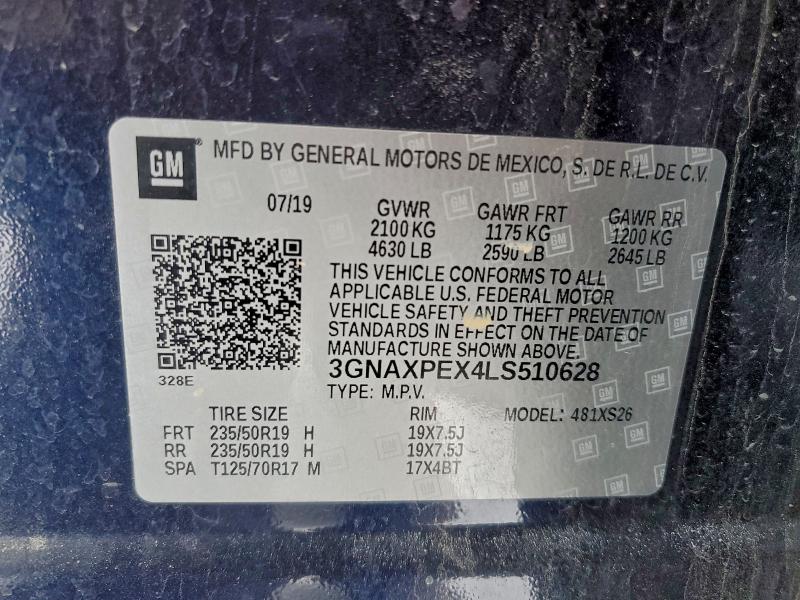 GM ® MFD BY GENERAL MOTORS DE MEXICO, S. DE R.L. DE C.V.
07/19 GVWR GAWR FRT GAWR RR
2100 KG 1175 KG 1200 KG
4630 LB 2590 LB 2645 LB
THIS VEHICLE CONFORMS TO ALL
APPLICABLE U.S. FEDERAL MOTOR
VEHICLE SAFETY AND THEFT PREVENTION
STANDARDS IN EFFECT ON THE DATE OF
MANUFACTURE SHOWN ABOVE.
328E
3GNAXPEX4LS510628
TYPE: M.P.V.
TIRE SIZE RIM MODEL: 481XS26
FRT 235/50R19 H 19X7.5J
RR 235/50R19 H 19X7.5J
SPA T125/70R17 M 17X4BT